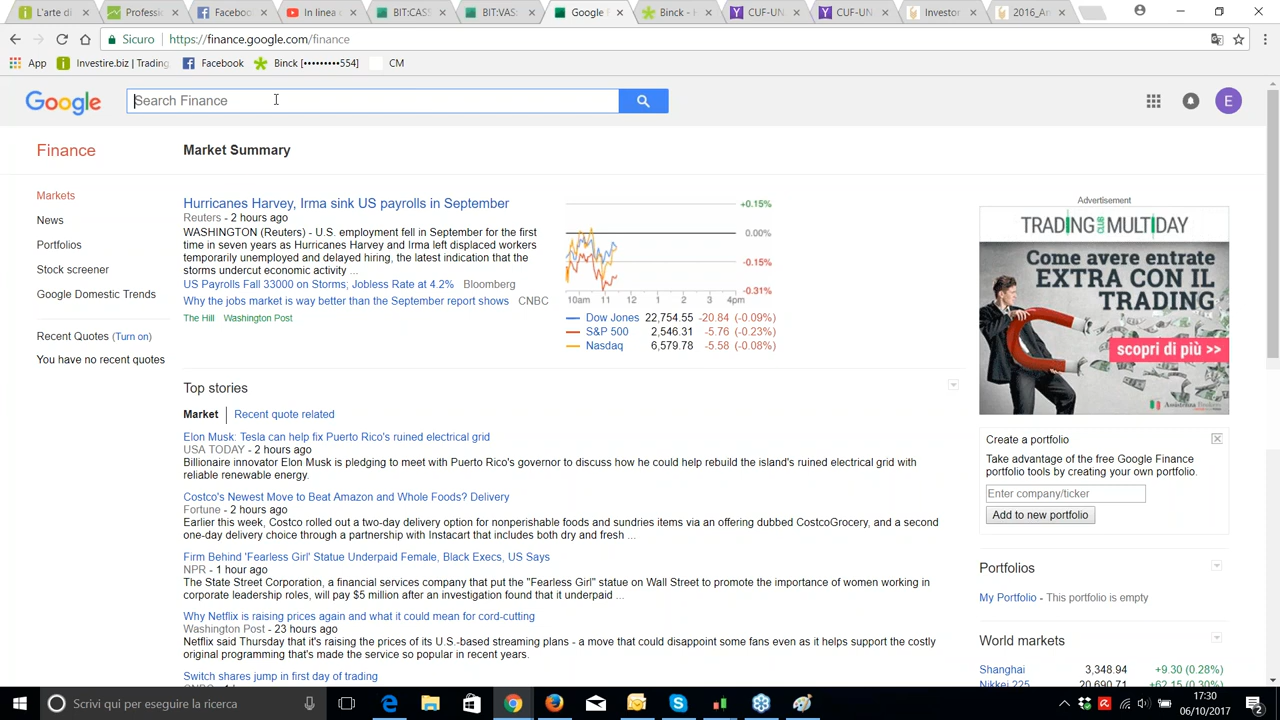 L'arte d
Professi
Facebool
In linea
BIT:CAS
BIT:VAS
Google F
Binck - H
CUF-UN
CUF-UN
Investor
2016_An
Sicuro
https://finance.google.com/finance
App
Investire.biz | Trading
Facebook
Binck [•••••••••554]
CM
Google
Search Finance
E
Finance
Market Summary
Markets
News
Portfolios
Stock screener
Google Domestic Trends
Recent Quotes (Turn on)
You have no recent quotes
Hurricanes Harvey, Irma sink US payrolls in September
Reuters - 2 hours ago
WASHINGTON (Reuters) - U.S. employment fell in September for the first
time in seven years as Hurricanes Harvey and Irma left displaced workers
temporarily unemployed and delayed hiring, the latest indication that the
storms undercut economic activity ...
US Payrolls Fall 33000 on Storms, Jobless Rate at 4.2% Bloomberg
Why the jobs market is way better than the September report shows CNBC
The Hill Washington Post
+0.15%
0.00%
-0.15%
-0.31%
10am 11 12 1 2 3 4pm
Dow Jones 22,754.55 -20.84 (-0.09%)
S&P 500 2,546.31 -5.76 (-0.23%)
Nasdaq 6,579.78 -5.58 (-0.08%)
Top stories
Market
Recent quote related
Elon Musk: Tesla can help fix Puerto Rico's ruined electrical grid
USA TODAY - 2 hours ago
Billionaire innovator Elon Musk is pledging to meet with Puerto Rico's governor to discuss how he could help rebuild the island's ruined electrical grid with
renewable energy.
Costco's Newest Move to Beat Amazon and Whole Foods? Delivery
Fortune - 2 hours ago
Earlier this week, Costco rolled out a two-day delivery option for nonperishable foods and sundries items via an offering dubbed CostcoGrocery, and a second
one-day delivery choice through a partnership with Instacart that includes both dry and fresh ...
Firm Behind 'Fearless Girl' Statue Underpaid Female, Black Execs, US Says
NPR - 1 hour ago
The State Street Corporation, a financial services company that put the "Fearless Girl" statue on Wall Street to promote the importance of women working in
corporate leadership roles, will pay $5 million after an investigation found that it underpaid ...
Why Netflix is raising prices again and what it could mean for cord-cutting
Washington Post - 23 hours ago
Netflix said Thursday that it's raising the prices of its U.S.-based streaming plans - a move that could disappoint some fans even as it helps support the costly
original programming that's made the service so popular in recent years.
Switch shares jump in first day of trading
Advertisement
TRADING CLUB MULTIDAY
Come avere entrate
EXTRA CON IL
TRADING
scopri di più >>
Create a portfolio
Take advantage of the free Google Finance
portfolio tools by creating your own portfolio.
Enter company/ticker
Add to new portfolio
Portfolios
My Portfolio - This portfolio is empty
World markets
Shanghai 3,348.94 +9.30 (0.28%)
Nikkei 225 20,690.71 +62.15 (0.30%)
Scrivi qui per eseguire la ricerca
17:30
06/10/2017
2